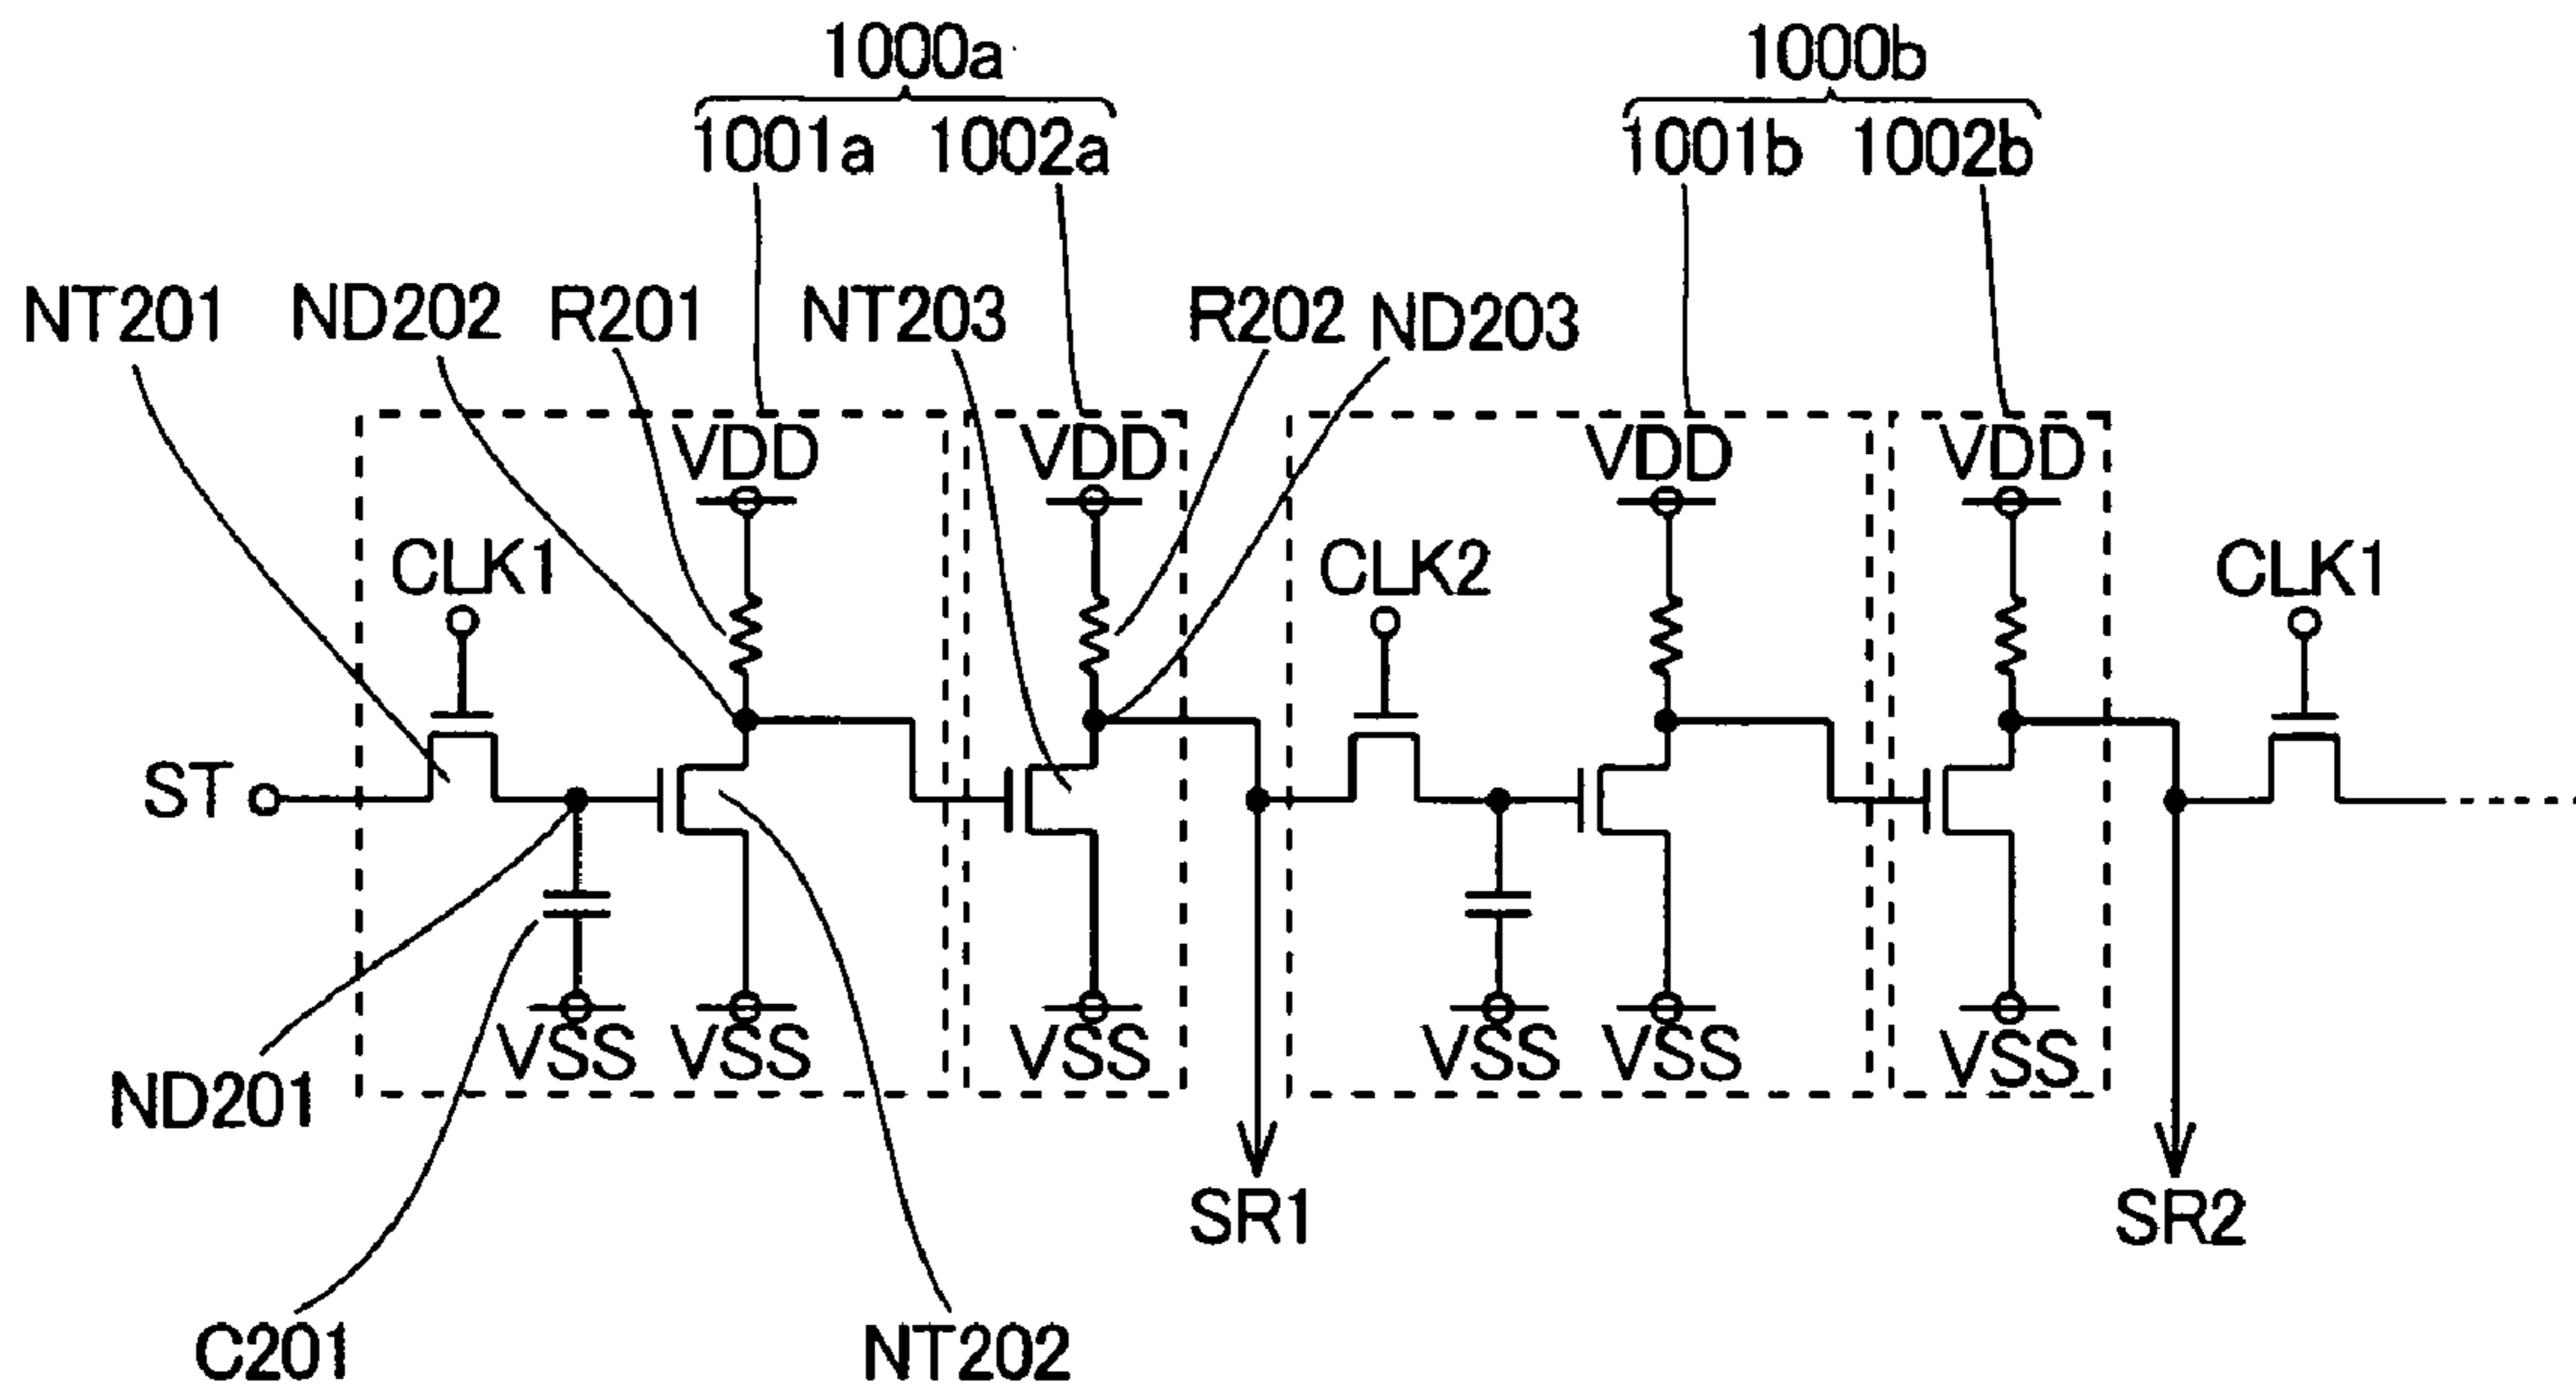 1000a 1000b
1001a 1002a 1001b 1002b
NT201 ND202 R201 NT203 R202 ND203
VDD VDD VDD VDD
CLK1 CLK2 CLK1
ST
VSS VSS VSS VSS VSS VSS
ND201
SR1 SR2
C201 NT202